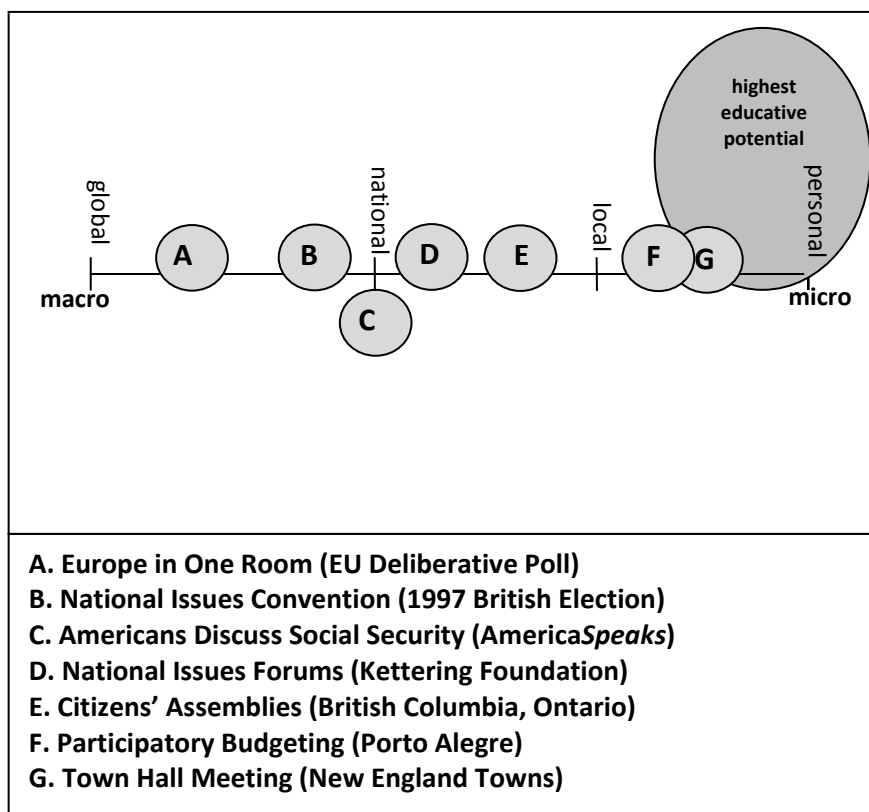 highest
educative
potential
global
national
local
personal
A
B
C
D
E
F
G
macro
micro
A. Europe in One Room (EU Deliberative Poll)
B. National Issues Convention (1997 British Election)
C. Americans Discuss Social Security (AmericaSpeaks)
D. National Issues Forums (Kettering Foundation)
E. Citizens’ Assemblies (British Columbia, Ontario)
F. Participatory Budgeting (Porto Alegre)
G. Town Hall Meeting (New England Towns)